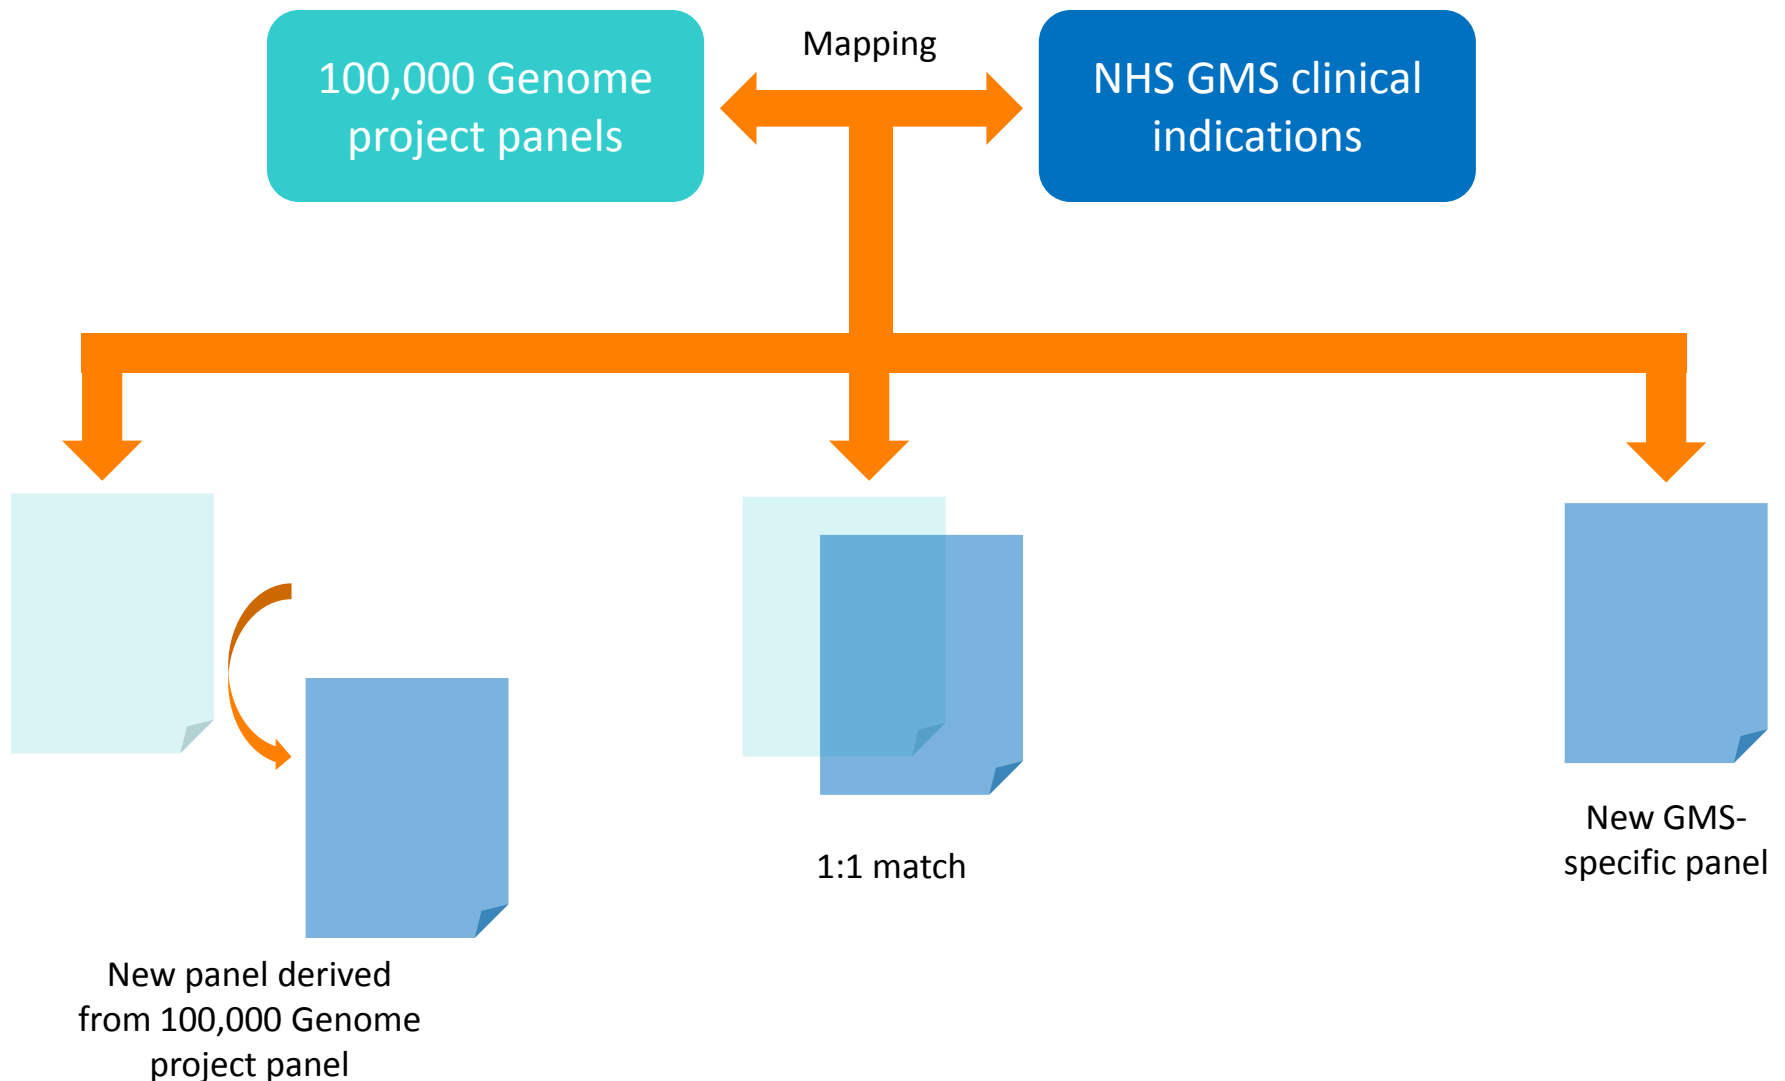 100,000 Genome
project panels
Mapping
NHS GMS clinical
indications
New panel derived
from 100,000 Genome
project panel
1:1 match
New GMS-
specific panel